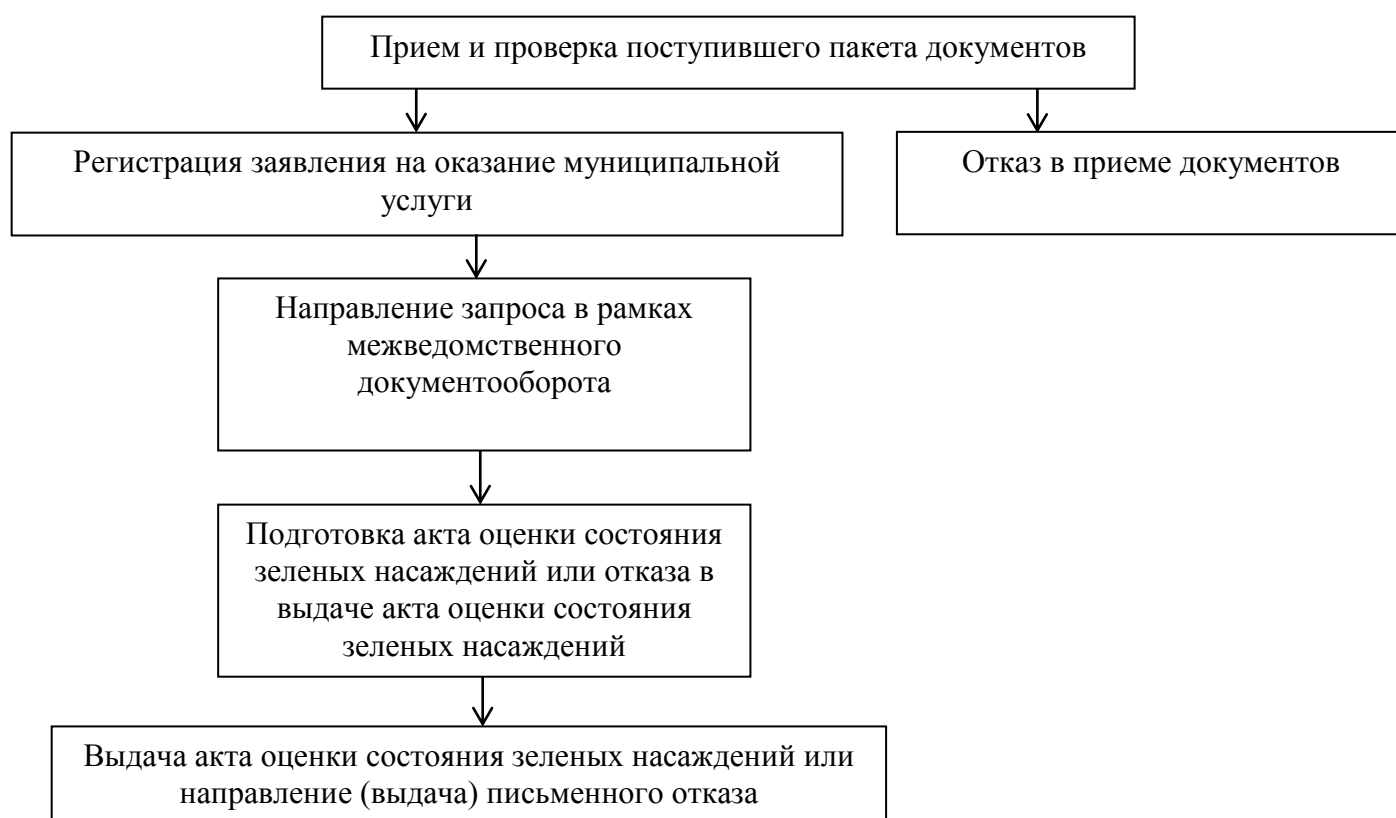 Прием и проверка поступившего пакета документов
Регистрация заявления на оказание муниципальной
услуги
Отказ в приеме документов
Направление запроса в рамках
межведомственного
документооборота
Подготовка акта оценки состояния
зеленых насаждений или отказа в
выдаче акта оценки состояния
зеленых насаждений
Выдача акта оценки состояния зеленых насаждений или
направление (выдача) письменного отказа